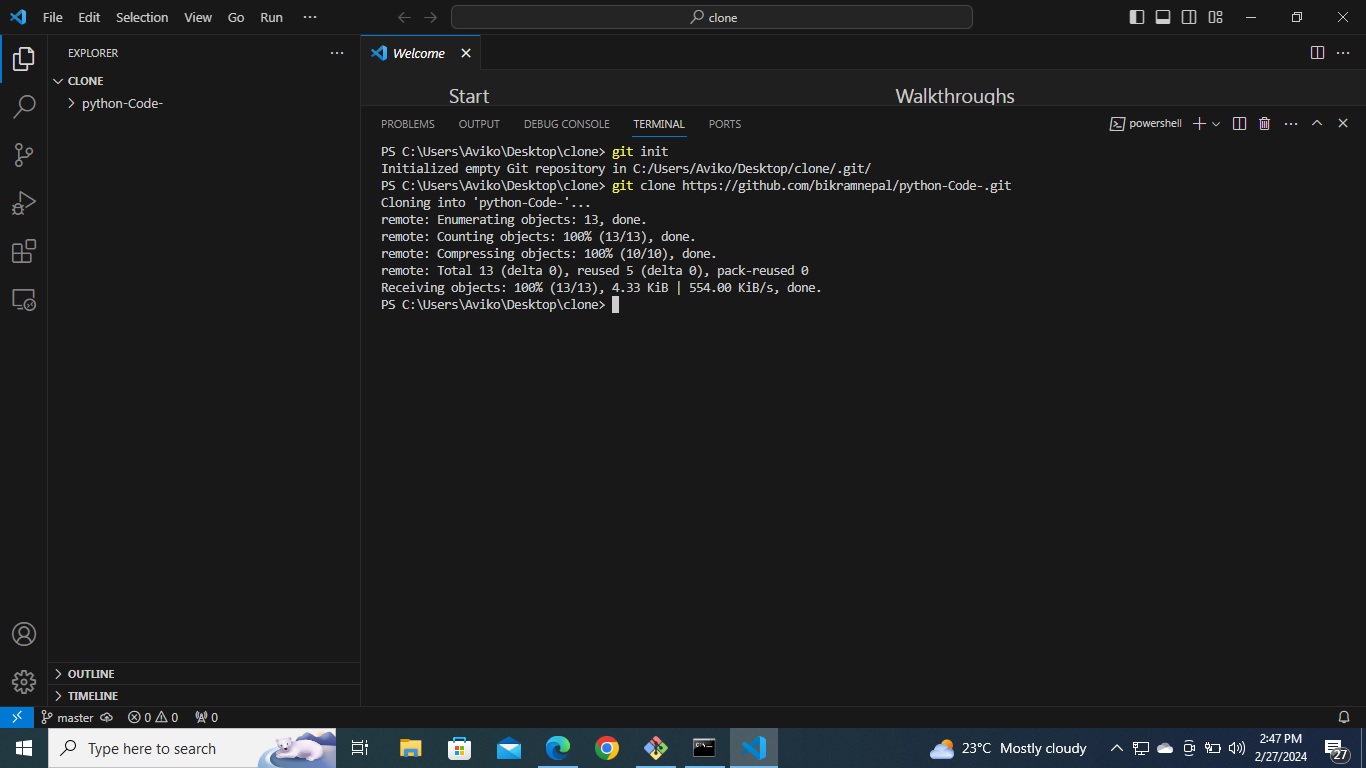 File Edit Selection View Go Run ···
clone
EXPLORER ···
Welcome
CLONE
python-Code-
Start
Walkthroughs
PROBLEMS OUTPUT DEBUG CONSOLE TERMINAL PORTS
powershell
PS C:\Users\Aviko\Desktop\clone> git init
Initialized empty Git repository in C:/Users/Aviko/Desktop/clone/.git/
PS C:\Users\Aviko\Desktop\clone> git clone https://github.com/bikramnepal/python-Code-.git
Cloning into 'python-Code-'...
remote: Enumerating objects: 13, done.
remote: Counting objects: 100% (13/13), done.
remote: Compressing objects: 100% (10/10), done.
remote: Total 13 (delta 0), reused 5 (delta 0), pack-reused 0
Receiving objects: 100% (13/13), 4.33 KiB | 554.00 KiB/s, done.
PS C:\Users\Aviko\Desktop\clone>
OUTLINE
TIMELINE
master 0 0 0
Type here to search
23°C Mostly cloudy
2:47 PM
2/27/2024
27